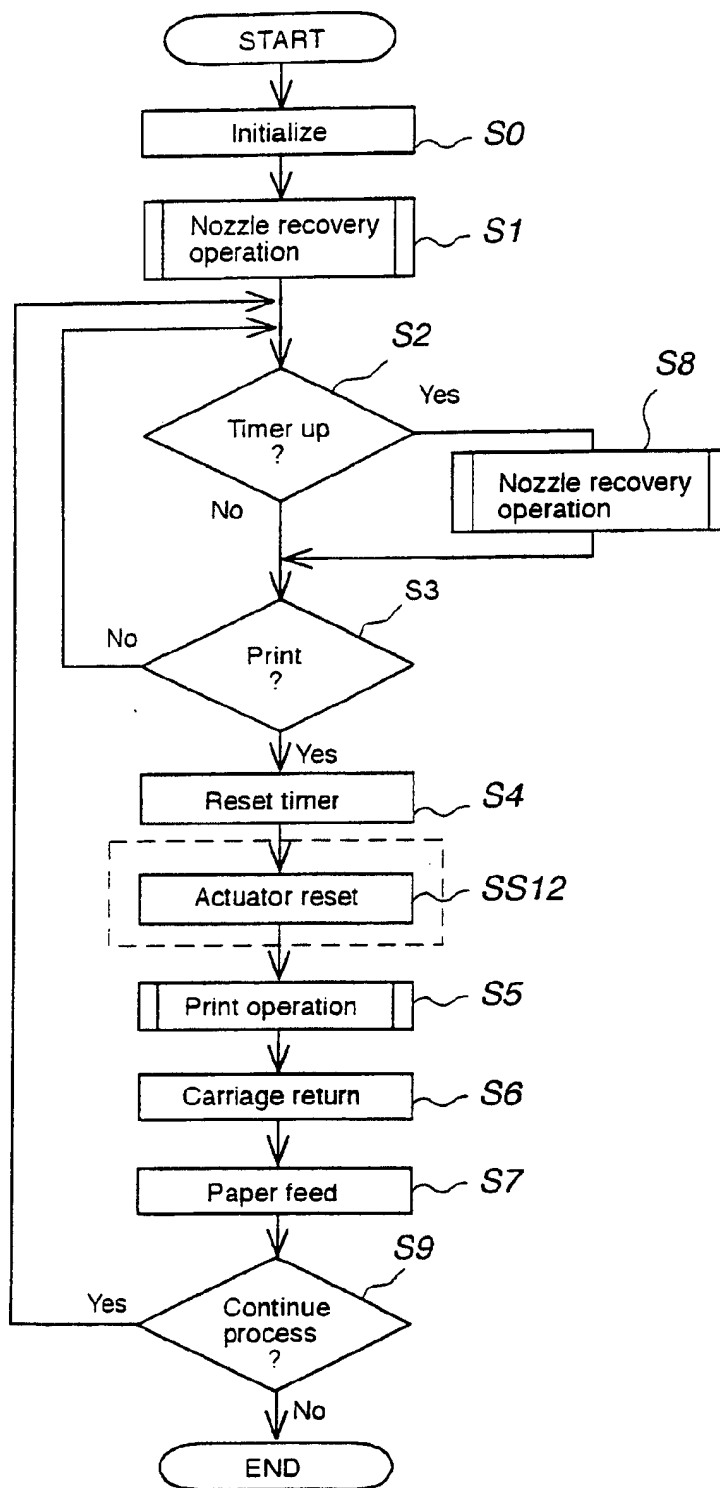 START
Initialize
S0
Nozzle recovery
operation
S1
S2
Timer up
?
Yes
No
S8
Nozzle recovery
operation
S3
Print
?
No
Yes
Reset timer
S4
Actuator reset
SS12
Print operation
S5
Carriage return
S6
Paper feed
S7
S9
Continue
process
?
Yes
No
END